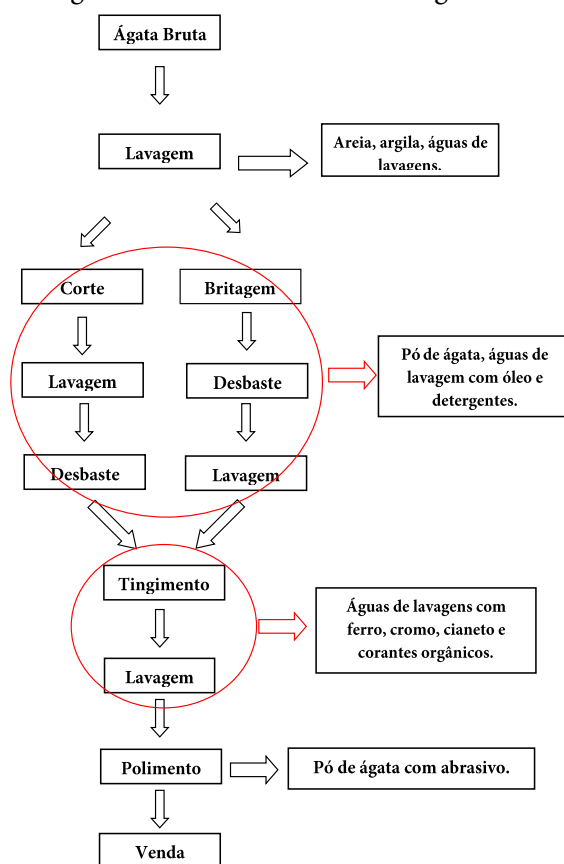 Ágata Bruta
Lavagem
Areia, argila, águas de
lavagens.
Corte
Britagem
Lavagem
Desbaste
Pó de ágata, águas de
lavagem com óleo e
detergentes.
Desbaste
Lavagem
Tingimento
Águas de lavagens com
ferro, cromo, cianeto e
corantes orgânicos.
Lavagem
Polimento
Pó de ágata com abrasivo.
Venda